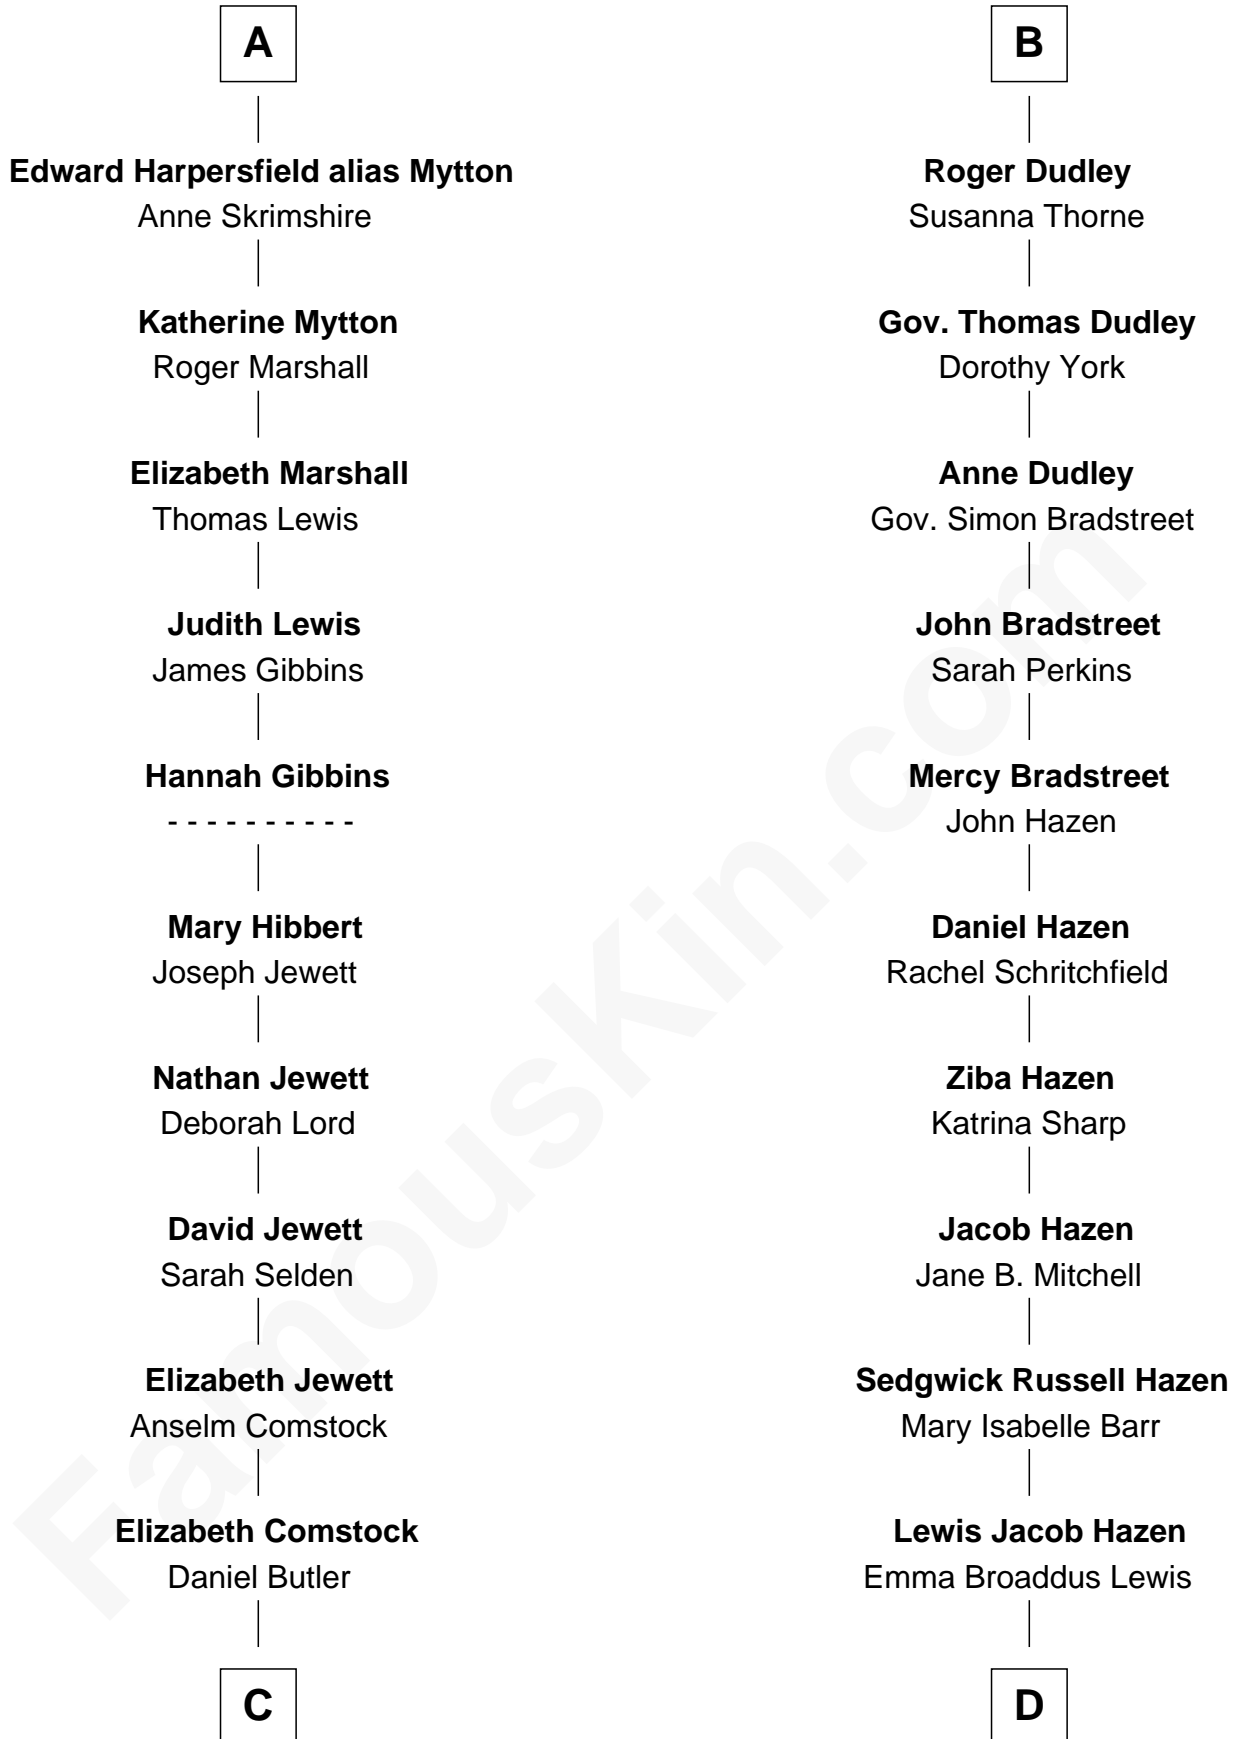 A
Edward Harpersfield alias Mytton
Anne Skrimshire
Katherine Mytton
Roger Marshall
Elizabeth Marshall
Thomas Lewis
Judith Lewis
James Gibbins
Hannah Gibbins
- - - - - - - - - -
Mary Hibbert
Joseph Jewett
Nathan Jewett
Deborah Lord
David Jewett
Sarah Selden
Elizabeth Jewett
Anselm Comstock
Elizabeth Comstock
Daniel Butler
C
B
Roger Dudley
Susanna Thorne
Gov. Thomas Dudley
Dorothy York
Anne Dudley
Gov. Simon Bradstreet
John Bradstreet
Sarah Perkins
Mercy Bradstreet
John Hazen
Daniel Hazen
Rachel Schritchfield
Ziba Hazen
Katrina Sharp
Jacob Hazen
Jane B. Mitchell
Sedgwick Russell Hazen
Mary Isabelle Barr
Lewis Jacob Hazen
Emma Broaddus Lewis
D
FamousKin.com